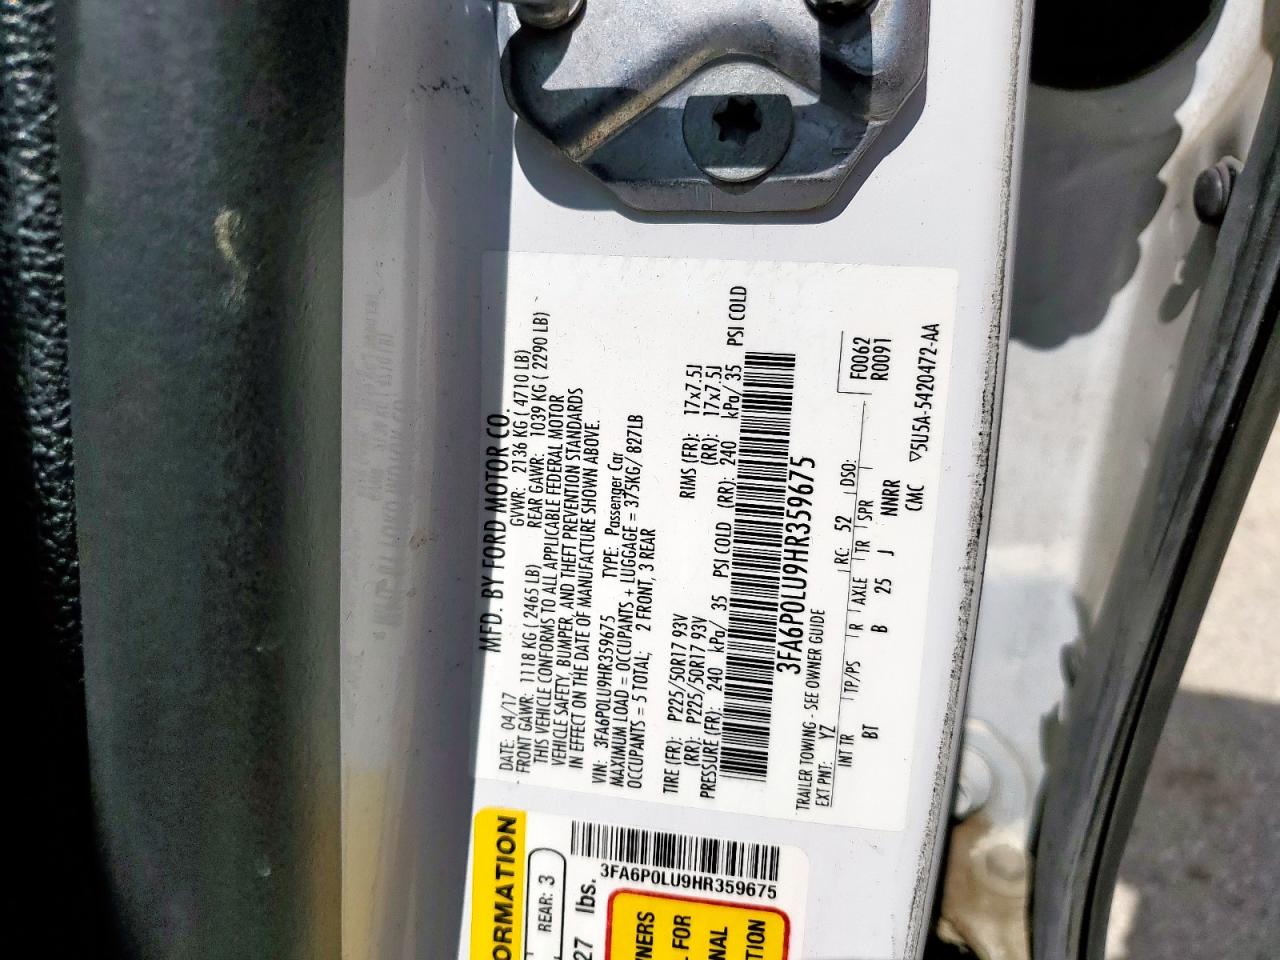 MFD. BY FORD MOTOR CO.
DATE: 04/17 GVWR: 2136 KG ( 4710 LB)
FRONT GAWR: 1118 KG ( 2465 LB) REAR GAWR: 1039 KG ( 2290 LB)
THIS VEHICLE CONFORMS TO ALL APPLICABLE FEDERAL MOTOR
VEHICLE SAFETY, BUMPER, AND THEFT PREVENTION STANDARDS
IN EFFECT ON THE DATE OF MANUFACTURE SHOWN ABOVE.
VIN: 3FA6P0LU9HR359675 TYPE: Passenger Car
MAXIMUM LOAD = OCCUPANTS + LUGGAGE = 375KG/ 827LB
OCCUPANTS = 5 TOTAL; 2 FRONT, 3 REAR
TIRE (FR): P225/50R17 93V RIMS (FR): 17x7.5J
(RR): P225/50R17 93V (RR): 17x7.5J
PRESSURE (FR): 240 kPa/ 35 PSI COLD (RR): 240 kPa/ 35 PSI COLD
3FA6P0LU9HR359675
TRAILER TOWING - SEE OWNER GUIDE
EXT PNT: YZ RC: 52 DSO: F0062
INT TR TP/PS R AXLE TR SPR R0091
BT B 25 J NNRR
CMC
▽5U5A-5420472-AA
ORMATION
REAR: 3
27 lbs.
3FA6P0LU9HR359675
WNERS
L FOR
NAL
TION